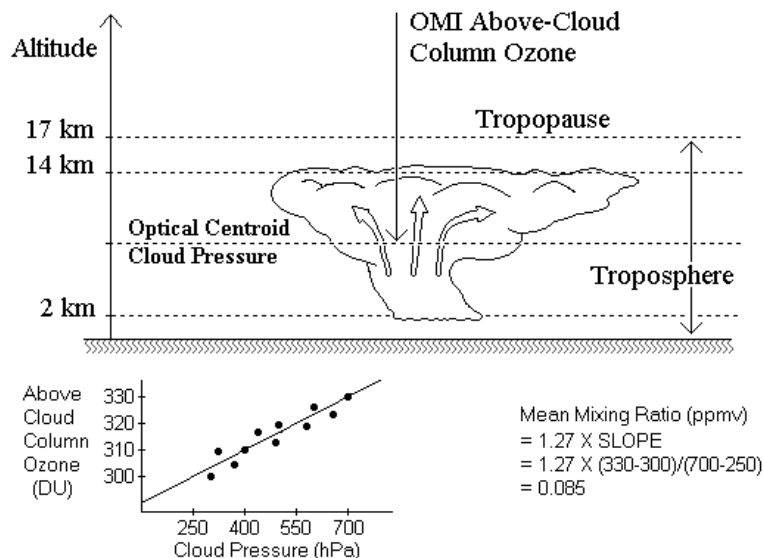 OMI Above-Cloud
Column Ozone
Altitude
17 km
Tropopause
14 km
Optical Centroid
Cloud Pressure
Troposphere
2 km
Above
Cloud
Column
Ozone
(DU)
330
320
310
300
250 400 550 700
Cloud Pressure (hPa)
Mean Mixing Ratio (ppmv)
= 1.27 X SLOPE
= 1.27 X (330-300)/(700-250)
= 0.085